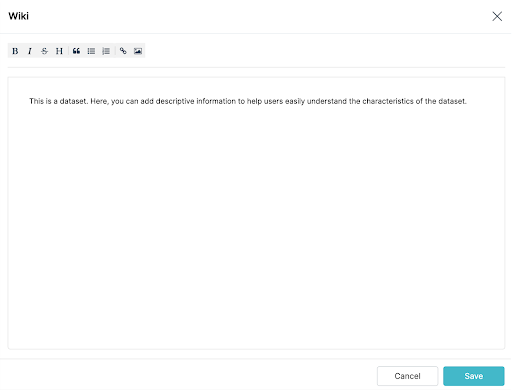 Wiki
B I S H
This is a dataset. Here, you can add descriptive information to help users easily understand the characteristics of the dataset.
Cancel Save